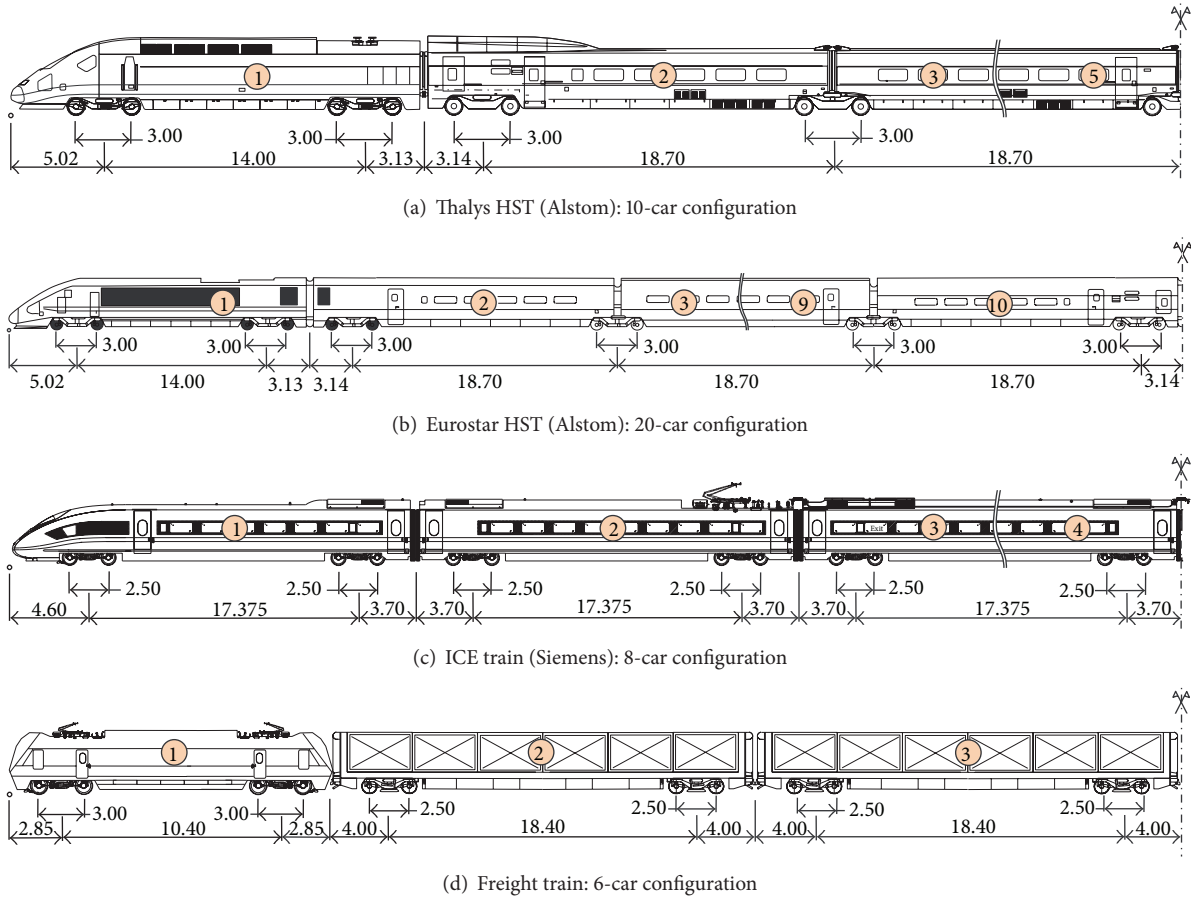 1 2 3 5
3.00 3.00 3.00 3.00
5.02 14.00 3.13 3.14 18.70 18.70
(a) Thalys HST (Alstom): 10-car configuration
1 2 3 9 10
3.00 3.00 3.00 3.00 3.00 3.00
5.02 14.00 3.13 3.14 18.70 18.70 18.70 3.14
(b) Eurostar HST (Alstom): 20-car configuration
1 2 3 Exit 4
2.50 2.50 2.50 2.50 2.50 2.50
4.60 17.375 3.70 3.70 17.375 3.70 3.70 17.375 3.70
(c) ICE train (Siemens): 8-car configuration
1 2 3
3.00 3.00 2.50 2.50 2.50 2.50
2.85 10.40 2.85 4.00 18.40 4.00 4.00 18.40 4.00
(d) Freight train: 6-car configuration